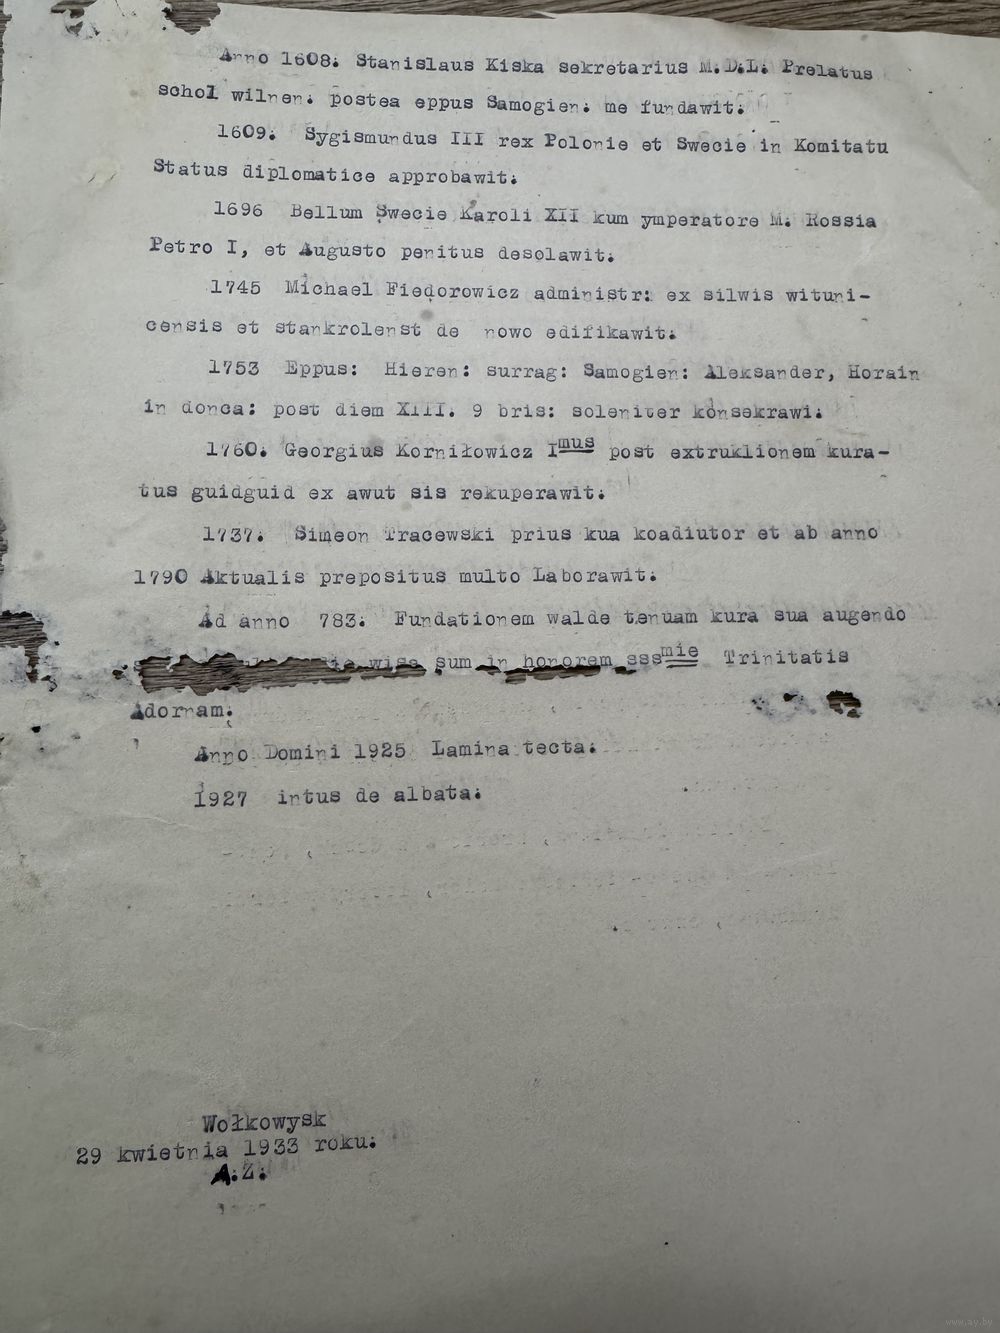 Anno 1608. Stanislaus Kiska sekretarius M.D.L. Prelatus
schol wilnen. postea eppus Samogien. me fundawit.
1609. Sygismundus III rex Polonie et Swecie in Komitatu
Status diplomatice approbawit.
1696 Bellum Swecie Karoli XII kum ymperatore M. Rossia
Petro I, et Augusto penitus desolawit.
1745 Michael Fiedorowicz administr: ex silwis wituni-
censis et stankrolenst de nowo edifikawit.
1753 Eppus: Hieren: surrag: Samogien: Aleksander, Horain
in donca: post diem XIII. 9 bris: soleniter konsekrawi.
1760. Georgius Korniłowicz Imus post extruklionem kura-
tus guidguid ex awut sis rekuperawit.
1737. Simeon Tracewski prius kua koadiutor et ab anno
1790 Aktualis prepositus multo Laborawit.
Ad anno 783. Fundationem walde tenuam kura sua augendo
wiss sum in honorem sssmie Trinitatis
Adornam.
Anno Domini 1925 Lamina tecta.
1927 intus de albata.
Wołkowysk
29 kwietnia 1933 roku.
A.Z.
www.ay.by